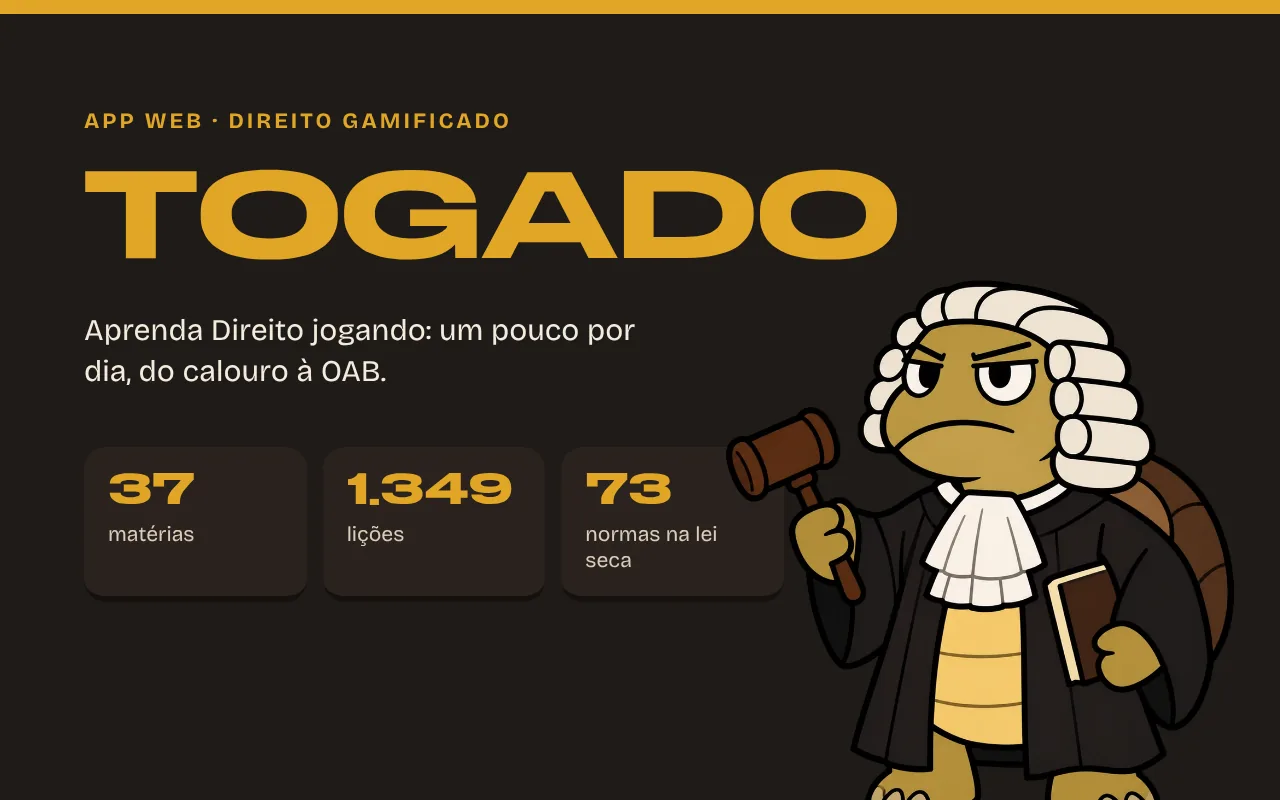 APP WEB · DIREITO GAMIFICADO
TOGADO
Aprenda Direito jogando: um pouco por
dia, do calouro à OAB.
37
matérias
1.349
lições
73
normas na lei
seca